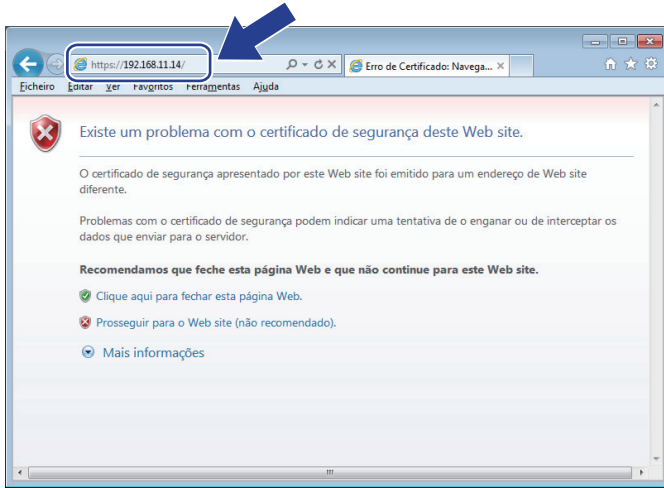 https://192.168.11.14/
Erro de Certificado: Navega...
Ficheiro Editar Ver Favoritos Ferramentas Ajuda
Existe um problema com o certificado de segurança deste Web site.
O certificado de segurança apresentado por este Web site foi emitido para um endereço de Web site
diferente.
Problemas com o certificado de segurança podem indicar uma tentativa de o enganar ou de interceptar os
dados que enviar para o servidor.
Recomendamos que feche esta página Web e que não continue para este Web site.
Clique aqui para fechar esta página Web.
Prosseguir para o Web site (não recomendado).
Mais informações